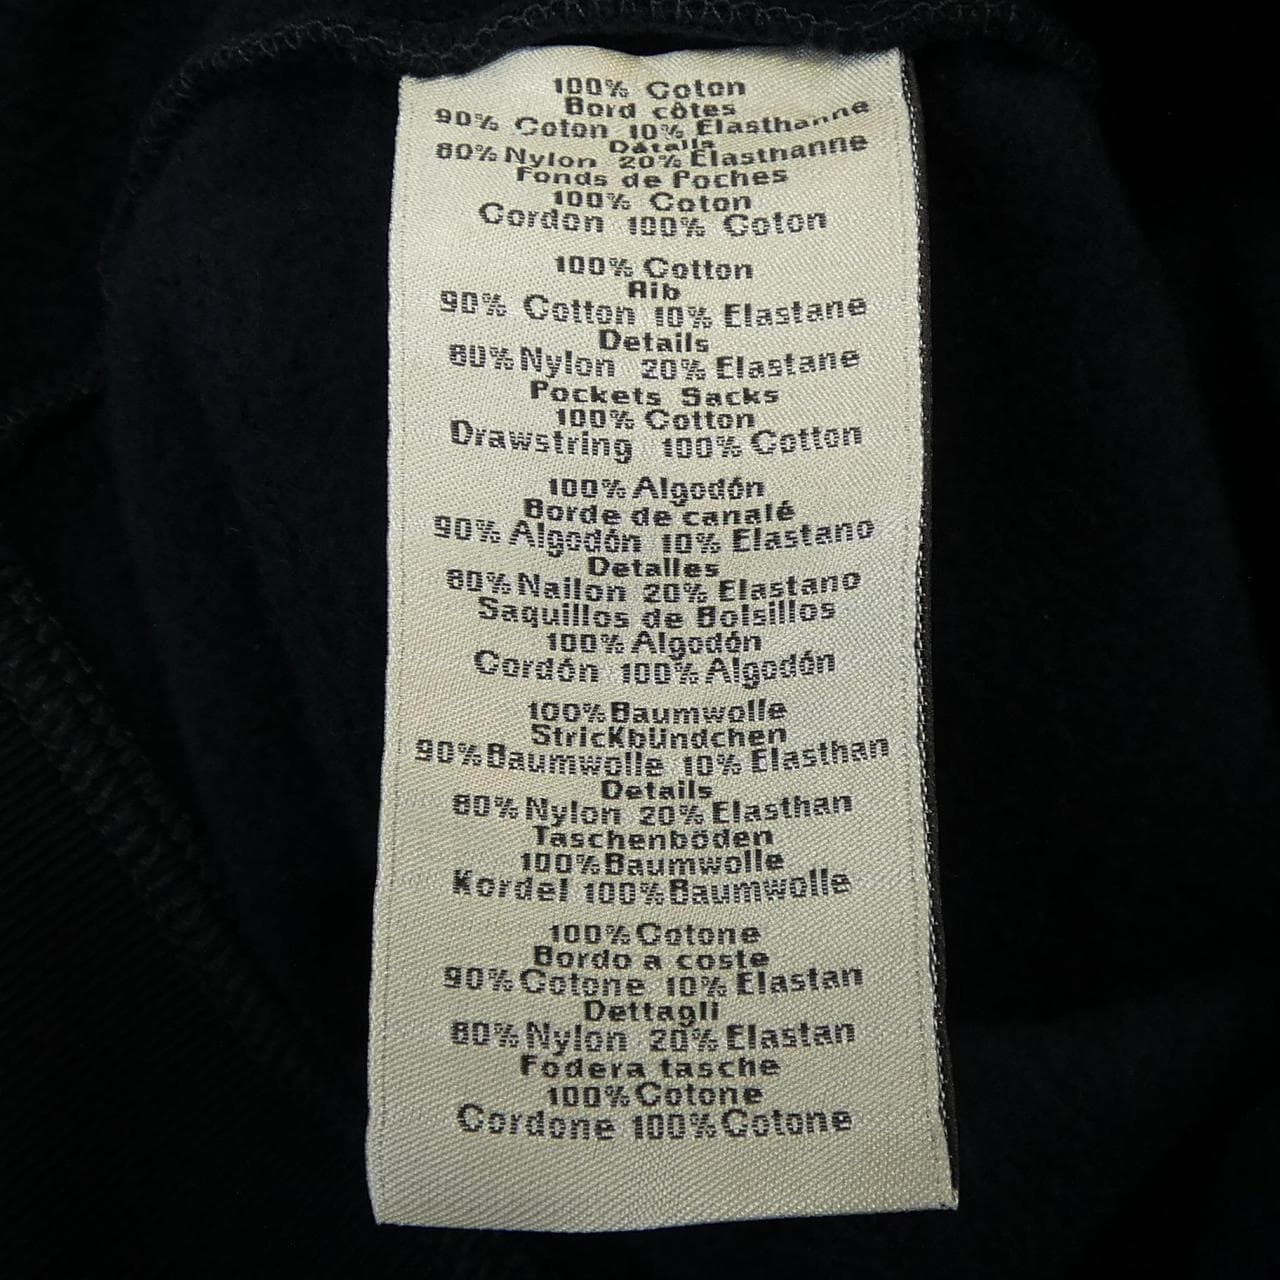 100% Coton
Bord côtes
90% Coton 10% Elasthanne
Détails
80% Nylon 20% Elasthanne
Fonds de Poches
100% Coton
Cordon 100% Coton
100% Cotton
Rib
90% Cotton 10% Elastane
Details
80% Nylon 20% Elastane
Pockets Sacks
100% Cotton
Drawstring 100% Cotton
100% Algodón
Borde de canalé
90% Algodón 10% Elastano
Detalles
80% Nailon 20% Elastano
Saquillos de Bolsillos
100% Algodón
Cordón 100% Algodón
100% Baumwolle
Strickbündchen
90% Baumwolle 10% Elasthan
Details
80% Nylon 20% Elasthan
Taschenböden
100% Baumwolle
Kordel 100% Baumwolle
100% Cotone
Bordo a coste
90% Cotone 10% Elastan
Dettagli
80% Nylon 20% Elastan
Fodera tasche
100% Cotone
Cordone 100% Cotone